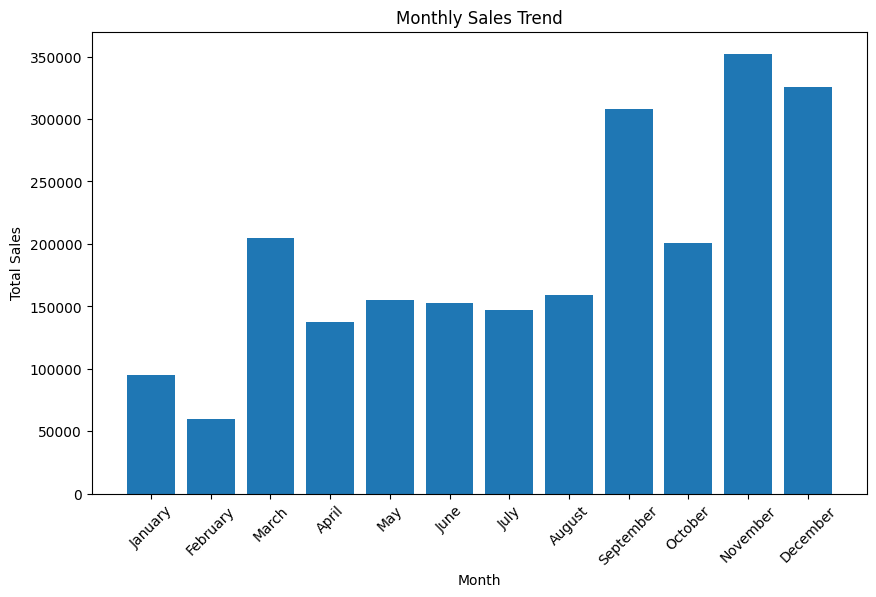 Monthly Sales Trend
Total Sales
350000
300000
250000
200000
150000
100000
50000
0
January
February
March
April
May
June
July
August
September
October
November
December
Month